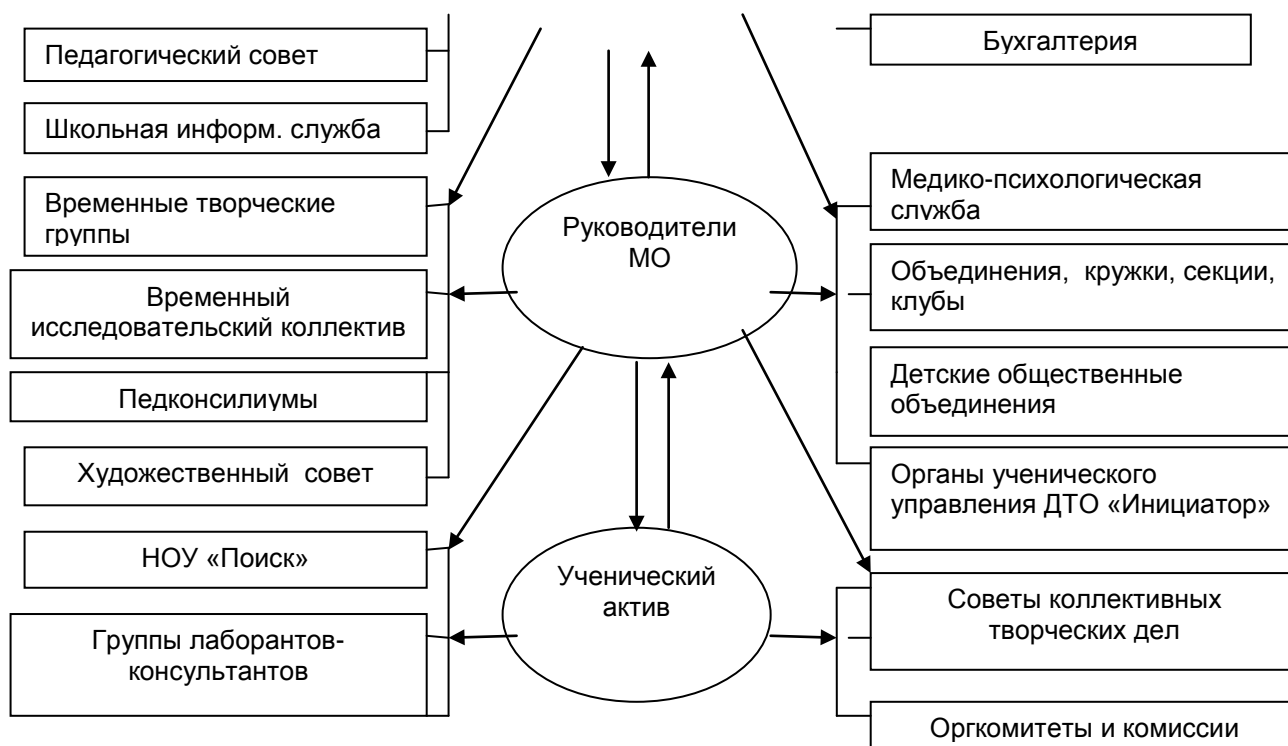 Педагогический совет
Бухгалтерия
Школьная информ. служба
Временные творческие
группы
Руководители
МО
Медико-психологическая
служба
Временный
исследовательский коллектив
Объединения, кружки, секции,
клубы
Педконсилиумы
Детские общественные
объединения
Художественный совет
Органы ученического
управления ДТО «Инициатор»
НОУ «Поиск»
Ученический
актив
Советы коллективных
творческих дел
Группы лаборантов-
консультантов
Оргкомитеты и комиссии